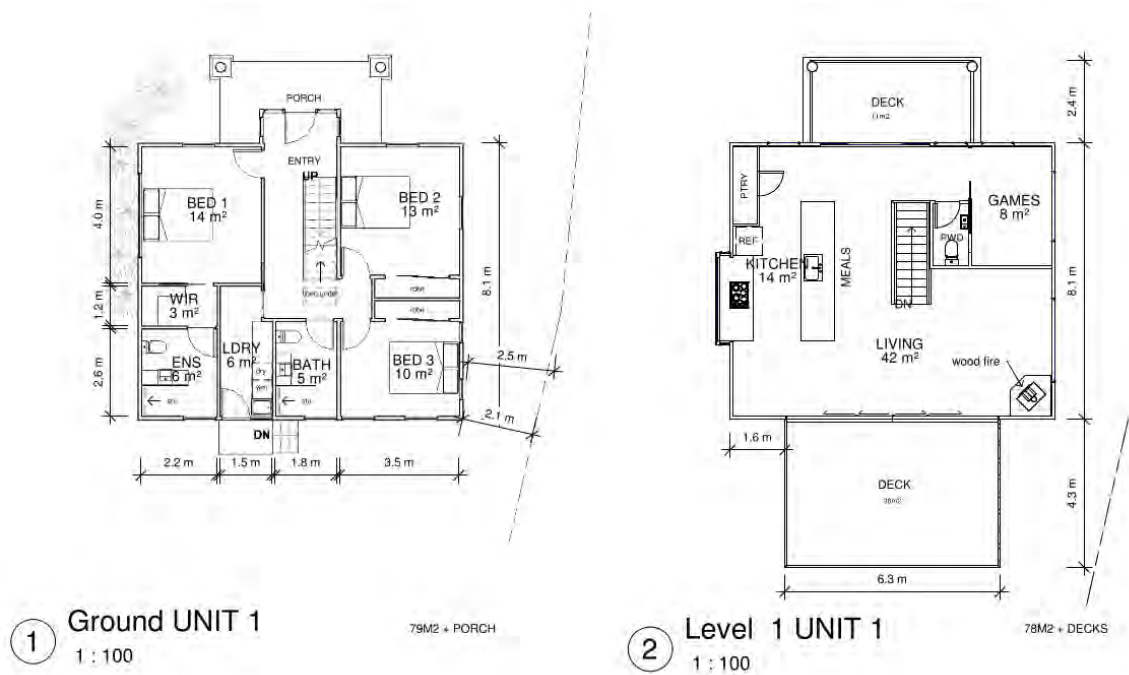 PORCH
ENTRY
UP
BED 1
14 m²
BED 2
13 m²
4.0 m
8.1 m
robe
robe
WIR
3 m²
1.2 m
LDRY
6 m²
ENS
6 m²
BATH
5 m²
BED 3
10 m²
2.6 m
2.5 m
2.1 m
dry
DN
2.2 m
1.5 m
1.8 m
3.5 m
1
Ground UNIT 1
1 : 100
79M2 + PORCH
DECK
11m2
2.4 m
PTRY
GAMES
8 m²
REF
PWD
KITCHEN
14 m²
MEALS
8.1 m
DN
LIVING
42 m²
wood fire
1.6 m
DECK
4.3 m
6.3 m
2
Level 1 UNIT 1
1 : 100
78M2 + DECKS